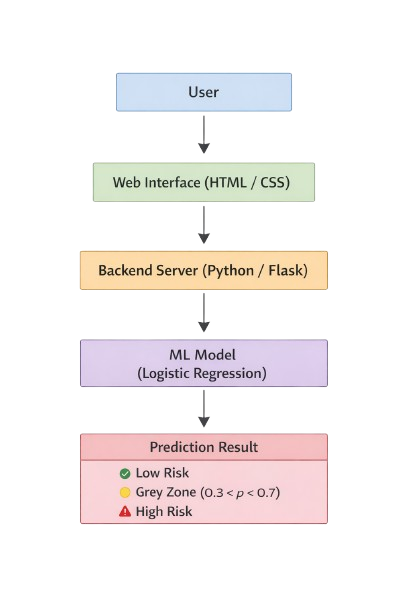 User
Web Interface (HTML / CSS)
Backend Server (Python / Flask)
ML Model
(Logistic Regression)
Prediction Result
Low Risk
Grey Zone (0.3 < p < 0.7)
High Risk